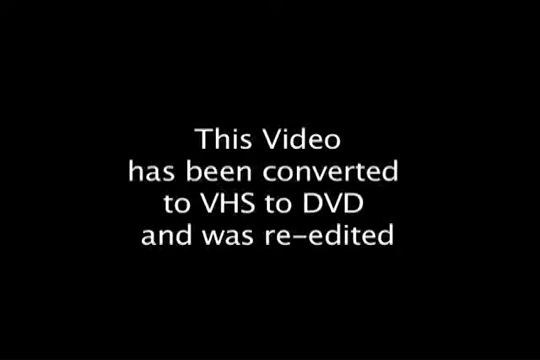 This Video
has been converted
to VHS to DVD
and was re-edited